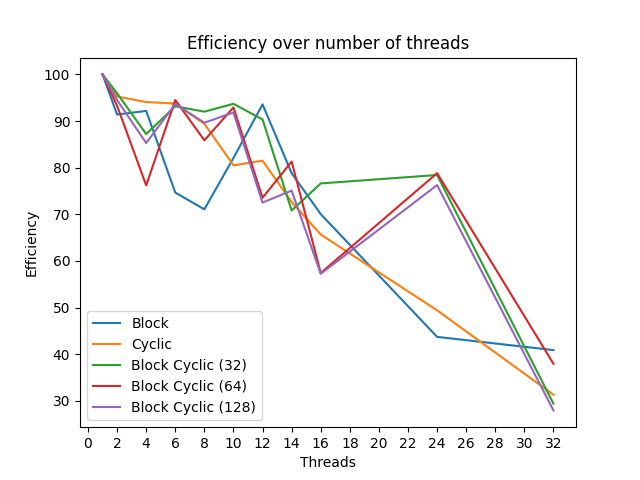 Efficiency over number of threads
100
90
80
70
60
50
40
30
Efficiency
Block
Cyclic
Block Cyclic (32)
Block Cyclic (64)
Block Cyclic (128)
0 2 4 6 8 10 12 14 16 18 20 22 24 26 28 30 32
Threads